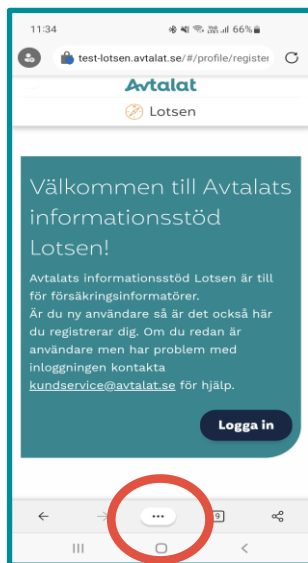 11:34
66%
test-lotsen.avtalat.se/#/profile/register
Avtalat
Lotsen
Välkommen till Avtalats
informationsstöd
Lotsen!
Avtalats informationsstöd Lotsen är till
för försäkringsinformatörer.
Är du ny användare så är det också här
du registrerar dig. Om du redan är
användare men har problem med
inloggningen kontakta
kundservice@avtalat.se för hjälp.
Logga in
9